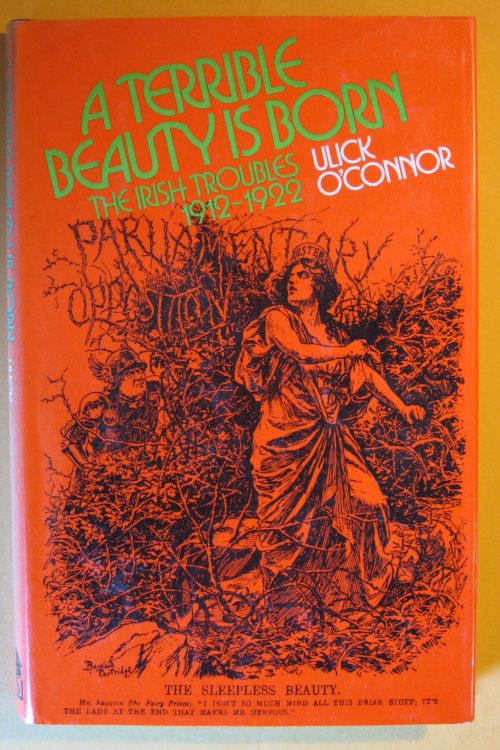 A TERRIBLE
BEAUTY IS BORN
THE IRISH TROUBLES
1912-1922
ULICK
O'CONNOR
PARLIAMENTARY
OPPOSITION
ULSTER
Bernard
Partridge
THE SLEEPLESS BEAUTY.
MR. ASQUITH (the Fairy Prince). "I DON'T SO MUCH MIND ALL THIS BRIAR STUFF; IT'S
THE LADY AT THE END THAT MAKES ME NERVOUS."